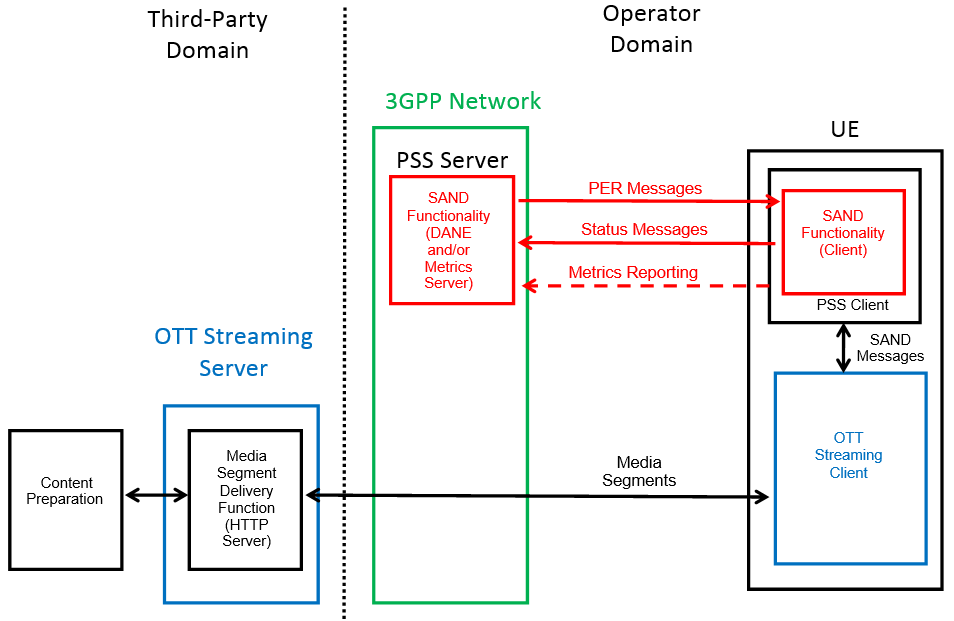 Third-Party
Domain
Operator
Domain
3GPP Network
UE
PSS Server
SAND
Functionality
(DANE
and/or
Metrics
Server)
PER Messages
Status Messages
Metrics Reporting
SAND
Functionality
(Client)
PSS Client
SAND
Messages
OTT Streaming
Server
Content
Preparation
Media
Segment
Delivery
Function
(HTTP
Server)
Media
Segments
OTT
Streaming
Client